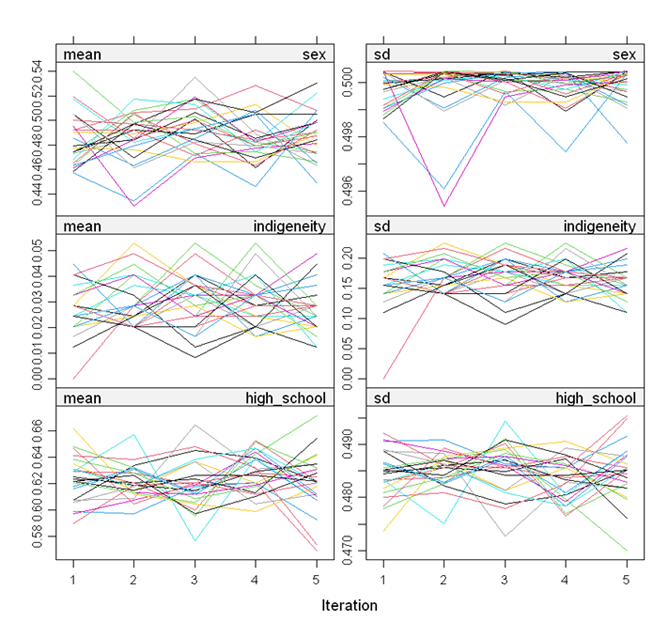 mean sex
sd sex
0.44 0.46 0.48 0.50 0.52 0.54
0.496 0.498 0.500
mean indigeneity
sd indigeneity
0.00 0.01 0.02 0.03 0.04 0.05
0.00 0.05 0.10 0.15 0.20
mean high_school
sd high_school
0.58 0.60 0.62 0.64 0.66
0.470 0.480 0.490
1 2 3 4 5
1 2 3 4 5
Iteration